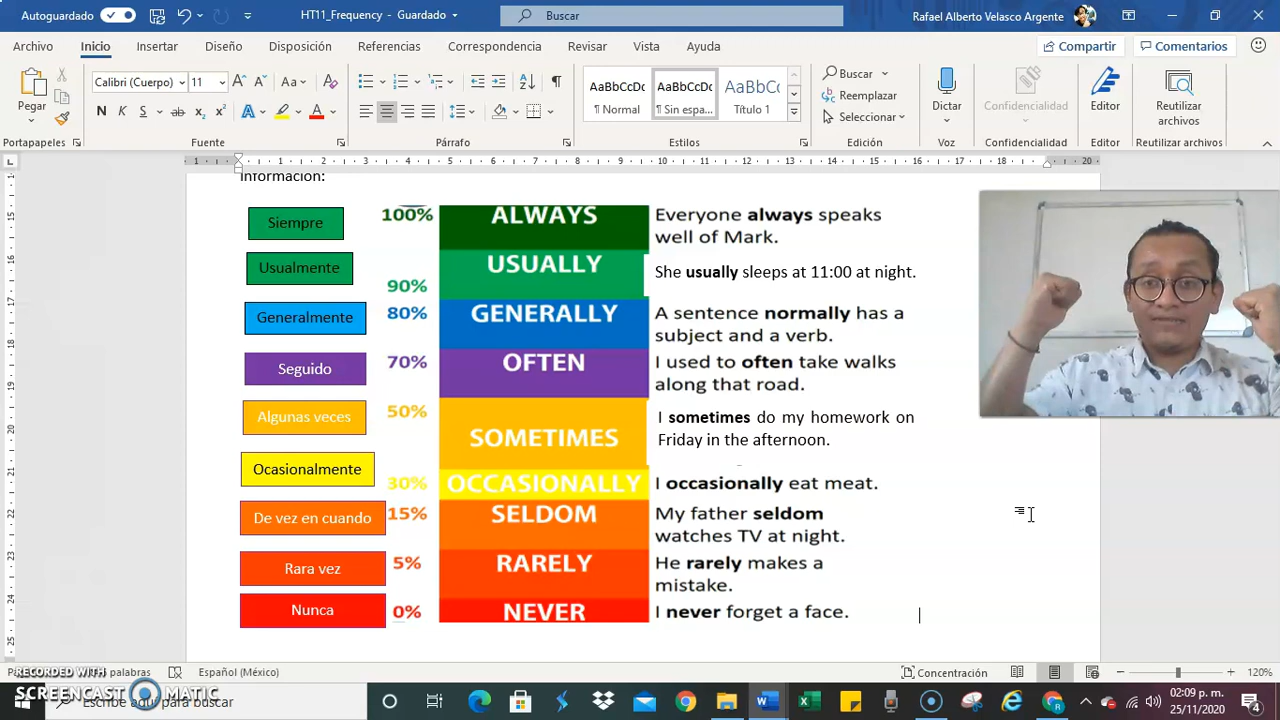 Autoguardado
HT11_Frequency - Guardado
Buscar
Rafael Alberto Velasco Argente
Archivo Inicio Insertar Diseño Disposición Referencias Correspondencia Revisar Vista Ayuda
Compartir
Comentarios
Pegar
Calibri (Cuerpo) 11
Portapapeles
Fuente
Párrafo
AaBbCcDc AaBbCcDc AaBbCc
¶ Normal ¶ Sin espa... Título 1
Estilos
Buscar
Reemplazar
Seleccionar
Edición
Dictar
Voz
Confidencialidad
Confidencialidad
Editor
Editor
Reutilizar
archivos
Reutilizar archivos
Información:
Siempre 100% ALWAYS Everyone always speaks
well of Mark.
Usualmente 90% USUALLY She usually sleeps at 11:00 at night.
Generalmente 80% GENERALLY A sentence normally has a
subject and a verb.
Seguido 70% OFTEN I used to often take walks
along that road.
Algunas veces 50% SOMETIMES I sometimes do my homework on
Friday in the afternoon.
Ocasionalmente 30% OCCASIONALLY I occasionally eat meat.
De vez en cuando 15% SELDOM My father seldom
watches TV at night.
Rara vez 5% RARELY He rarely makes a
mistake.
Nunca 0% NEVER I never forget a face.
palabras
Español (México)
Concentración
120%
RECORDED WITH
SCREENCAST MATIC
Escribe aquí para buscar
02:09 p. m.
25/11/2020
4